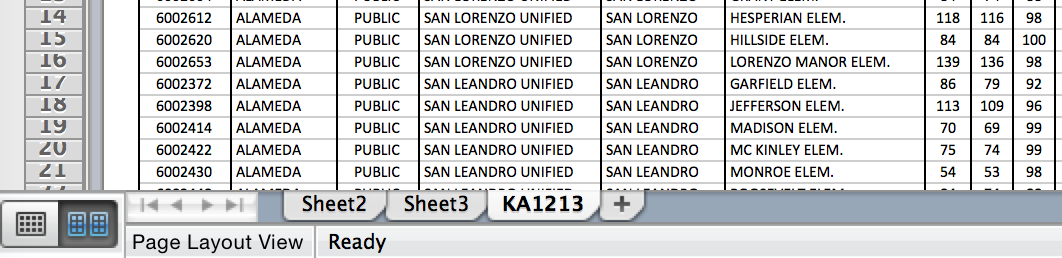 14 6002612 ALAMEDA PUBLIC SAN LORENZO UNIFIED SAN LORENZO HESPERIAN ELEM. 118 116 98
15 6002620 ALAMEDA PUBLIC SAN LORENZO UNIFIED SAN LORENZO HILLSIDE ELEM. 84 84 100
16 6002653 ALAMEDA PUBLIC SAN LORENZO UNIFIED SAN LORENZO LORENZO MANOR ELEM. 139 136 98
17 6002372 ALAMEDA PUBLIC SAN LEANDRO UNIFIED SAN LEANDRO GARFIELD ELEM. 86 79 92
18 6002398 ALAMEDA PUBLIC SAN LEANDRO UNIFIED SAN LEANDRO JEFFERSON ELEM. 113 109 96
19 6002414 ALAMEDA PUBLIC SAN LEANDRO UNIFIED SAN LEANDRO MADISON ELEM. 70 69 99
20 6002422 ALAMEDA PUBLIC SAN LEANDRO UNIFIED SAN LEANDRO MC KINLEY ELEM. 75 74 99
21 6002430 ALAMEDA PUBLIC SAN LEANDRO UNIFIED SAN LEANDRO MONROE ELEM. 54 53 98
Sheet2 Sheet3 KA1213 +
Page Layout View Ready